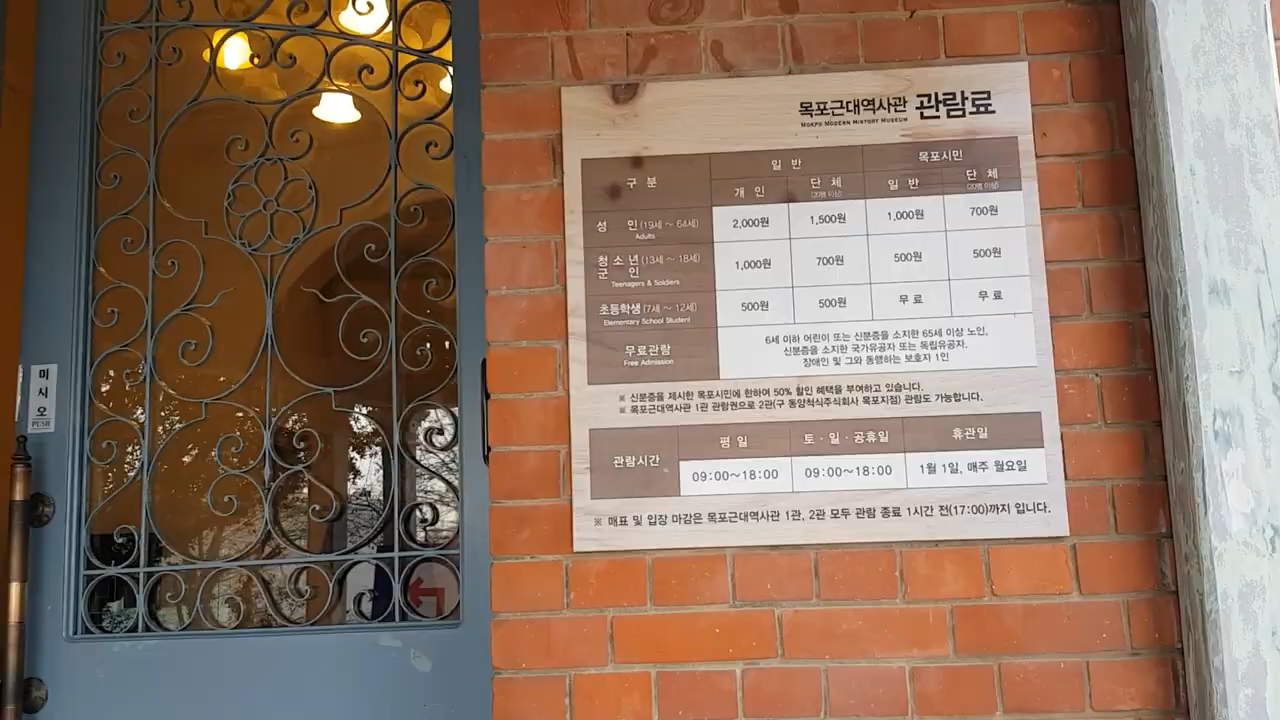 목포근대역사관 관람료
MOKPO MODERN HISTORY MUSEUM
구 분 일 반 목포시민
개 인 단 체 (20명 이상) 일 반 단 체 (20명 이상)
성 인 (19세 ~ 64세) 2,000원 1,500원 1,000원 700원
Adults
청 소 년 (13세 ~ 18세) 1,000원 700원 500원 500원
군 인
Teenagers & Soldiers
초등학생 (7세 ~ 12세) 500원 500원 무 료 무 료
Elementary School Student
무료관람
Free Admission
6세 이하 어린이 또는 신분증을 소지한 65세 이상 노인,
신분증을 소지한 국가유공자 또는 독립유공자,
장애인 및 그와 동행하는 보호자 1인
※ 신분증을 제시한 목포시민에 한하여 50% 할인 혜택을 부여하고 있습니다.
※ 목포근대역사관 1관 관람권으로 2관(구 동양척식주식회사 목포지점) 관람도 가능합니다.
관람시간 평 일 토 · 일 · 공휴일 휴관일
09:00~18:00 09:00~18:00 1월 1일, 매주 월요일
※ 매표 및 입장 마감은 목포근대역사관 1관, 2관 모두 관람 종료 1시간 전(17:00)까지 입니다.
미시오
PUSH